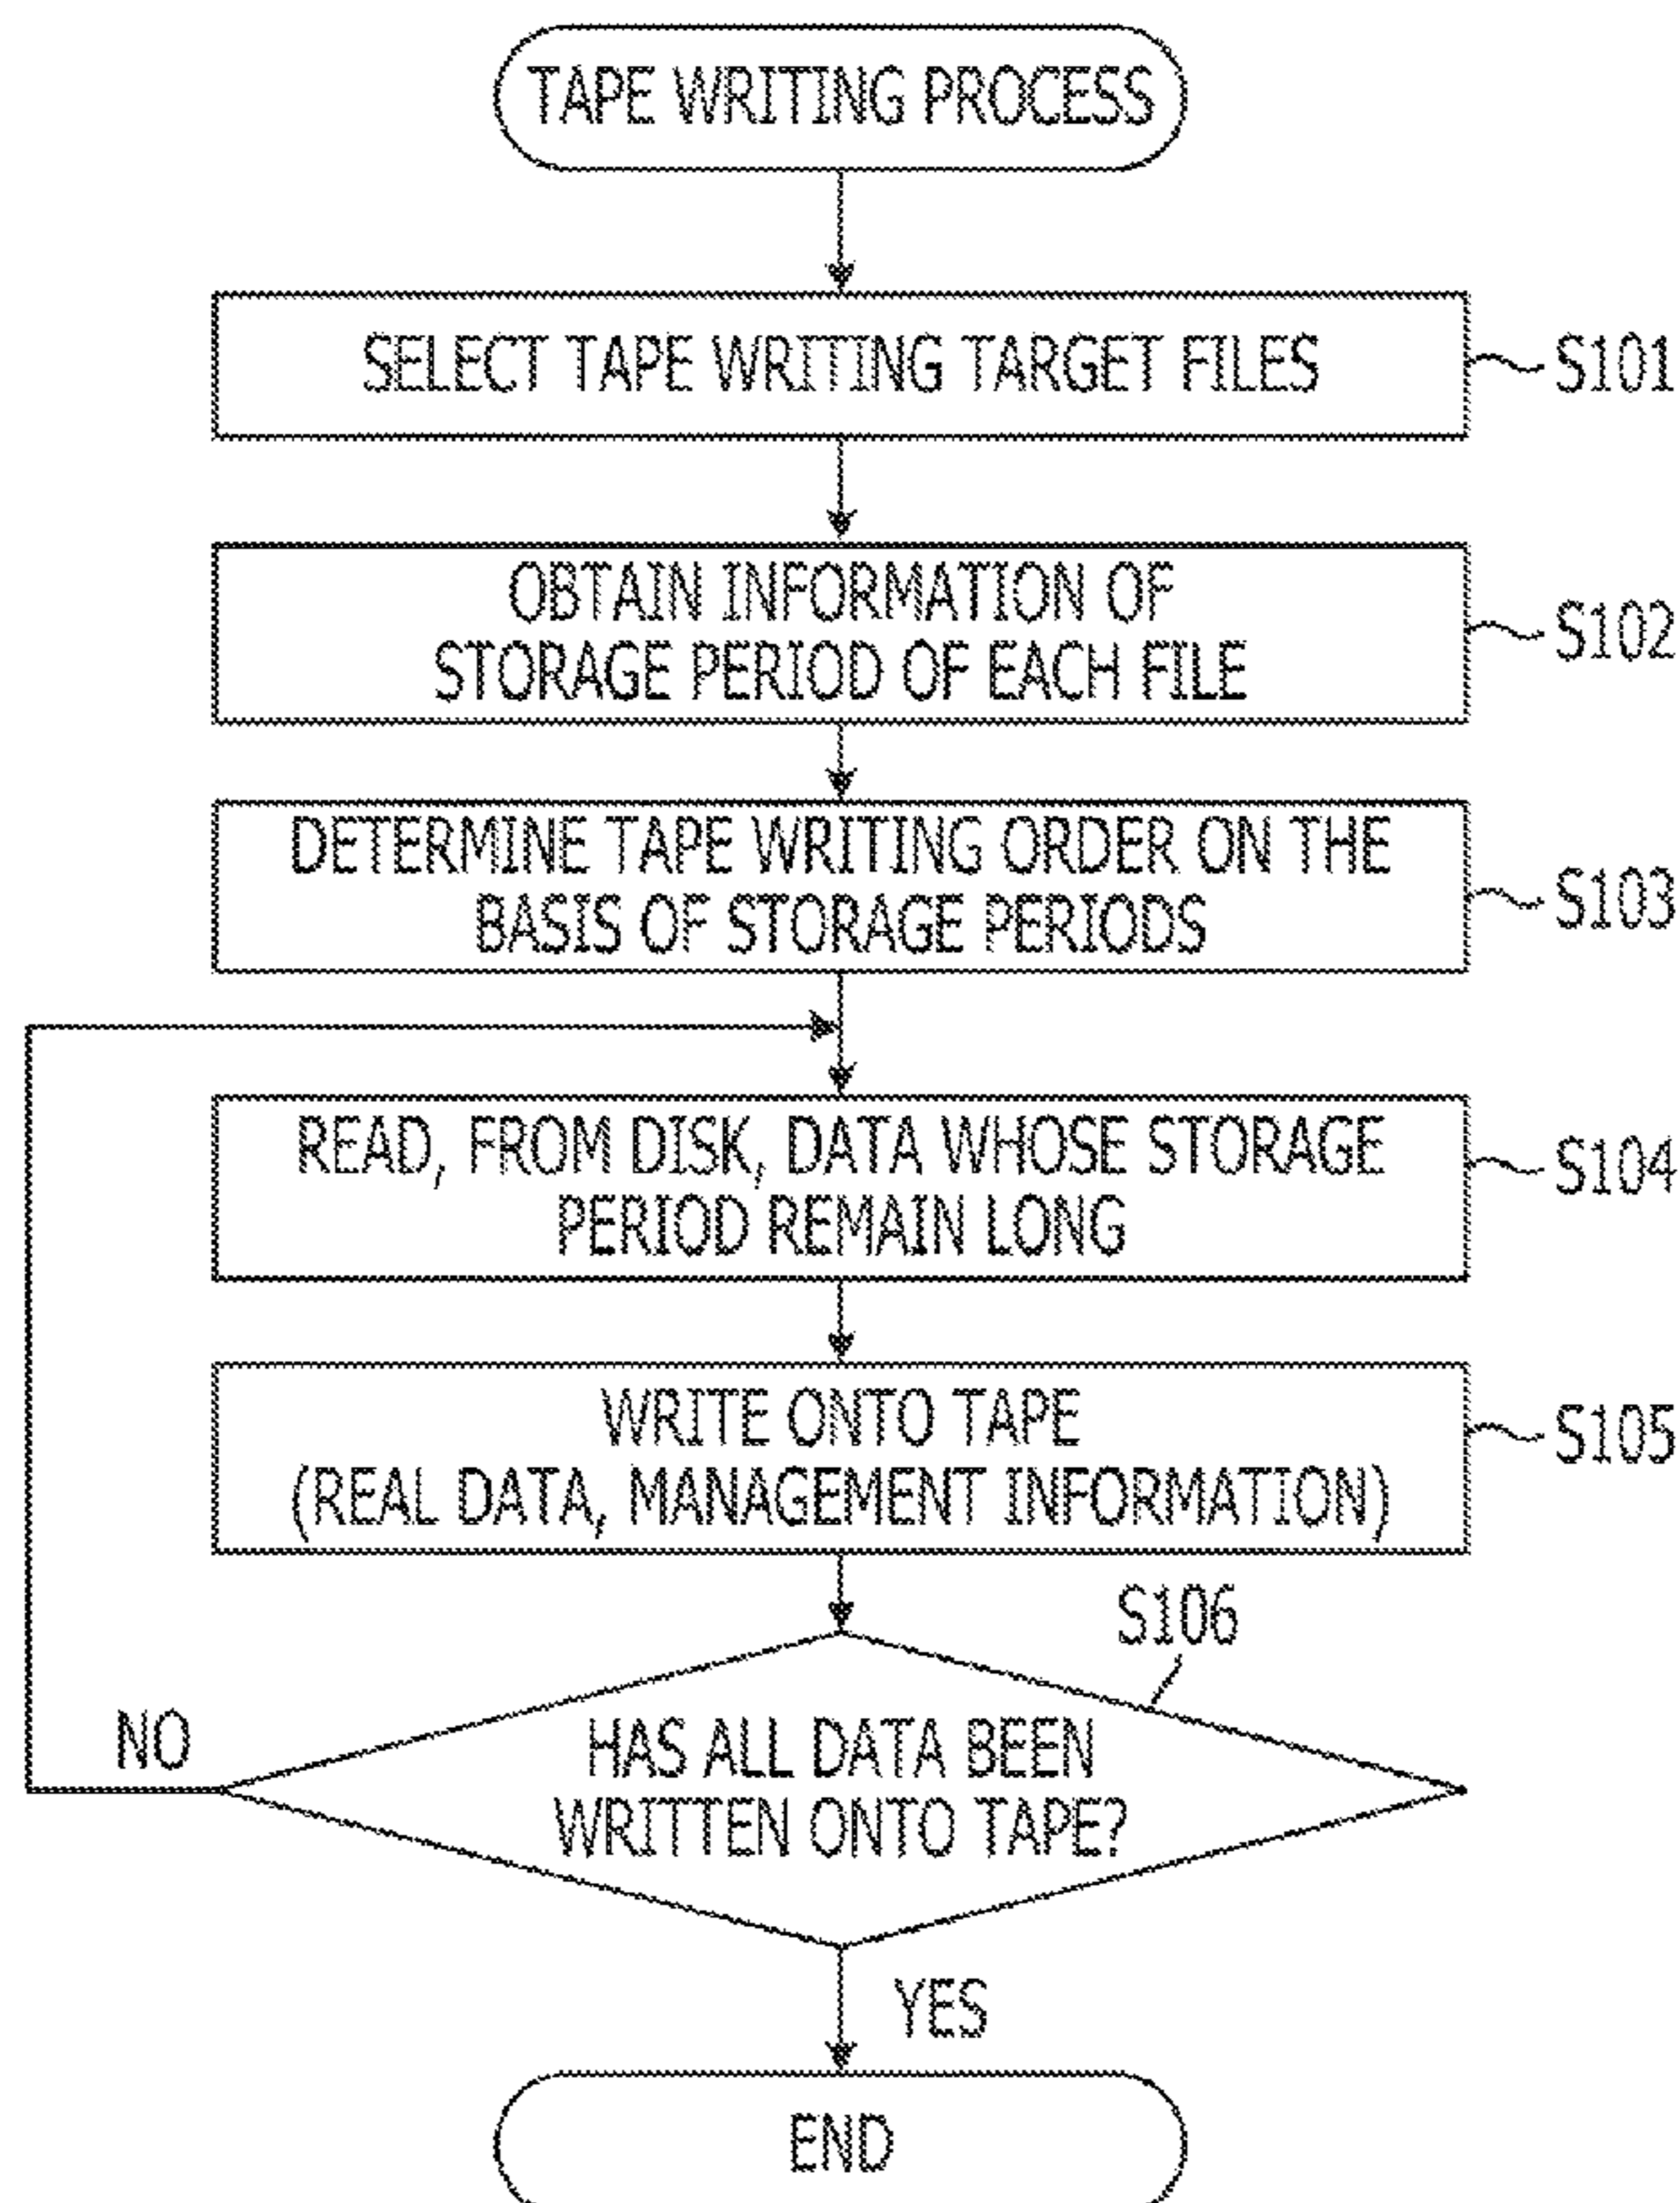 TAPE WRITING PROCESS
SELECT TAPE WRITING TARGET FILES
S101
OBTAIN INFORMATION OF
STORAGE PERIOD OF EACH FILE
S102
DETERMINE TAPE WRITING ORDER ON THE
BASIS OF STORAGE PERIODS
S103
READ, FROM DISK, DATA WHOSE STORAGE
PERIOD REMAIN LONG
S104
WRITE ONTO TAPE
(REAL DATA, MANAGEMENT INFORMATION)
S105
S106
HAS ALL DATA BEEN
WRITTEN ONTO TAPE?
NO
YES
END